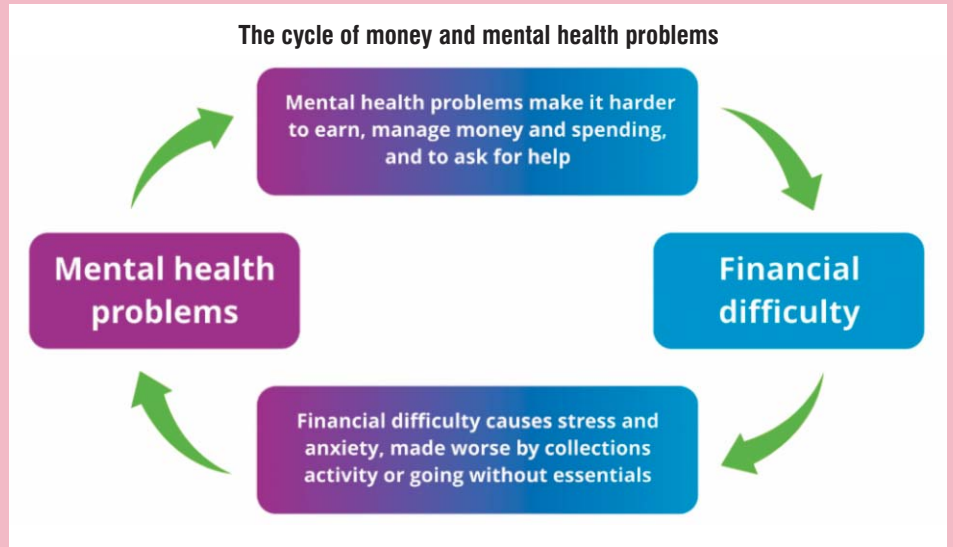 The cycle of money and mental health problems
Mental health problems make it harder
to earn, manage money and spending,
and to ask for help
Mental health
problems
Financial
difficulty
Financial difficulty causes stress and
anxiety, made worse by collections
activity or going without essentials